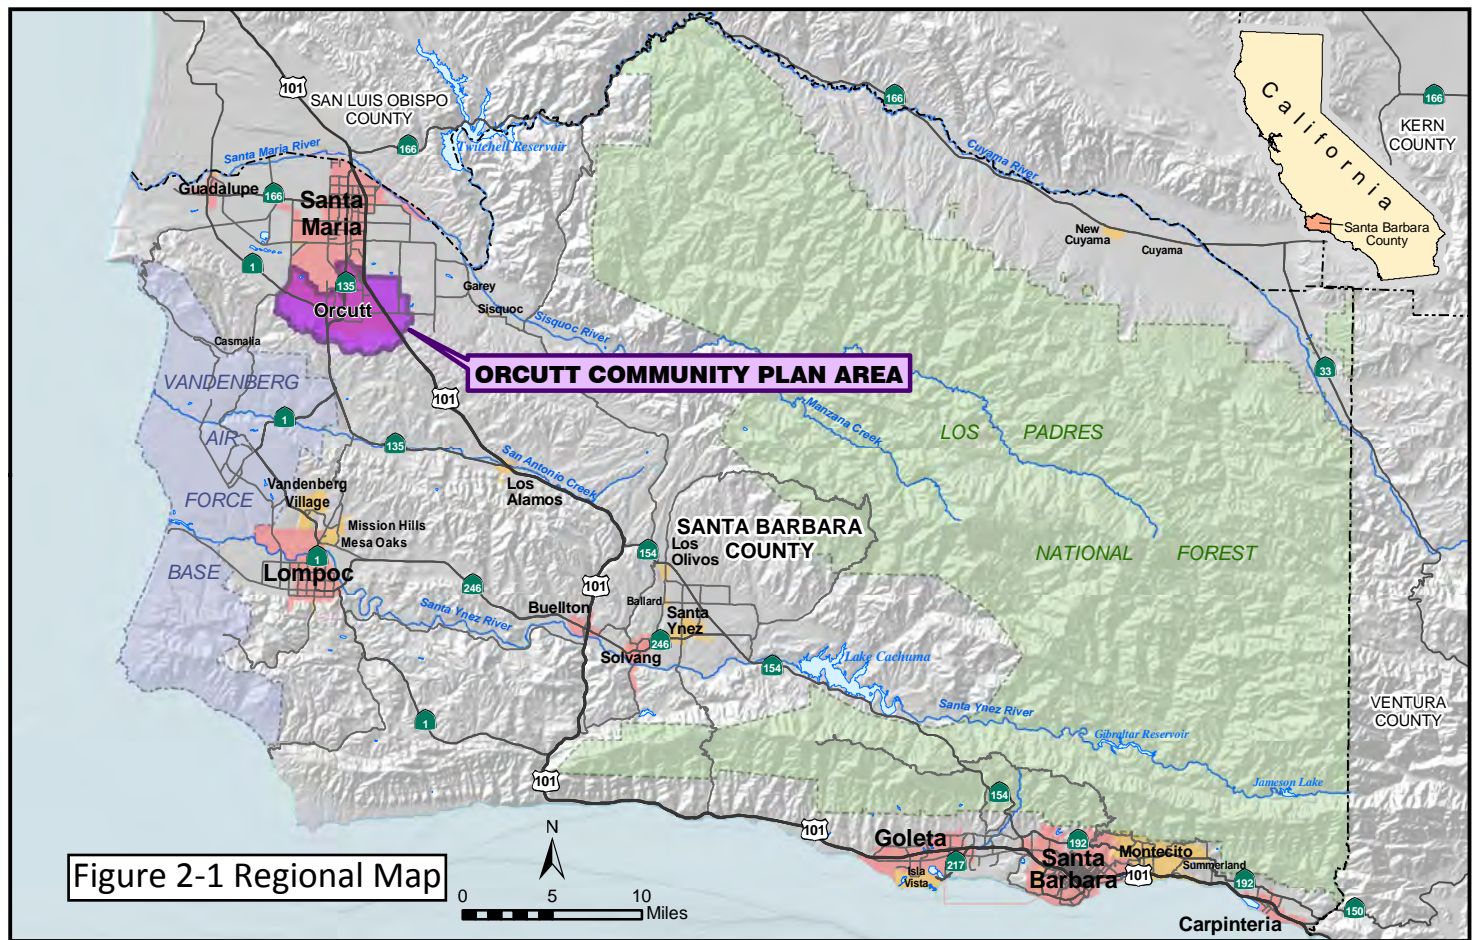 101
SAN LUIS OBISPO
COUNTY
166
166
166
KERN
COUNTY
California
Santa Barbara
County
Santa Maria River
Twitchell Reservoir
Cuyama River
Guadalupe
166
Santa
Maria
New
Cuyama
Cuyama
1
135
Orcutt
Garey
Sisquoc
Sisquoc River
Casmalia
ORCUTT COMMUNITY PLAN AREA
33
VANDENBERG
AIR
FORCE
BASE
101
1
135
Manzana Creek
LOS PADRES
NATIONAL FOREST
San Antonio Creek
Los
Alamos
Vandenberg
Village
Mission Hills
Mesa Oaks
SANTA BARBARA
COUNTY
1
Lompoc
154
Los
Olivos
246
101
Santa Ynez River
Buellton
Ballard
Santa
Ynez
246
Solvang
154
Lake Cachuma
Santa Ynez River
VENTURA
COUNTY
1
Gibraltar Reservoir
Jameson Lake
101
154
101
Goleta
192
217
Isla
Vista
Santa
Barbara
Montecito
Summerland
101
192
Carpinteria
150
Figure 2-1 Regional Map
N
0 5 10
Miles